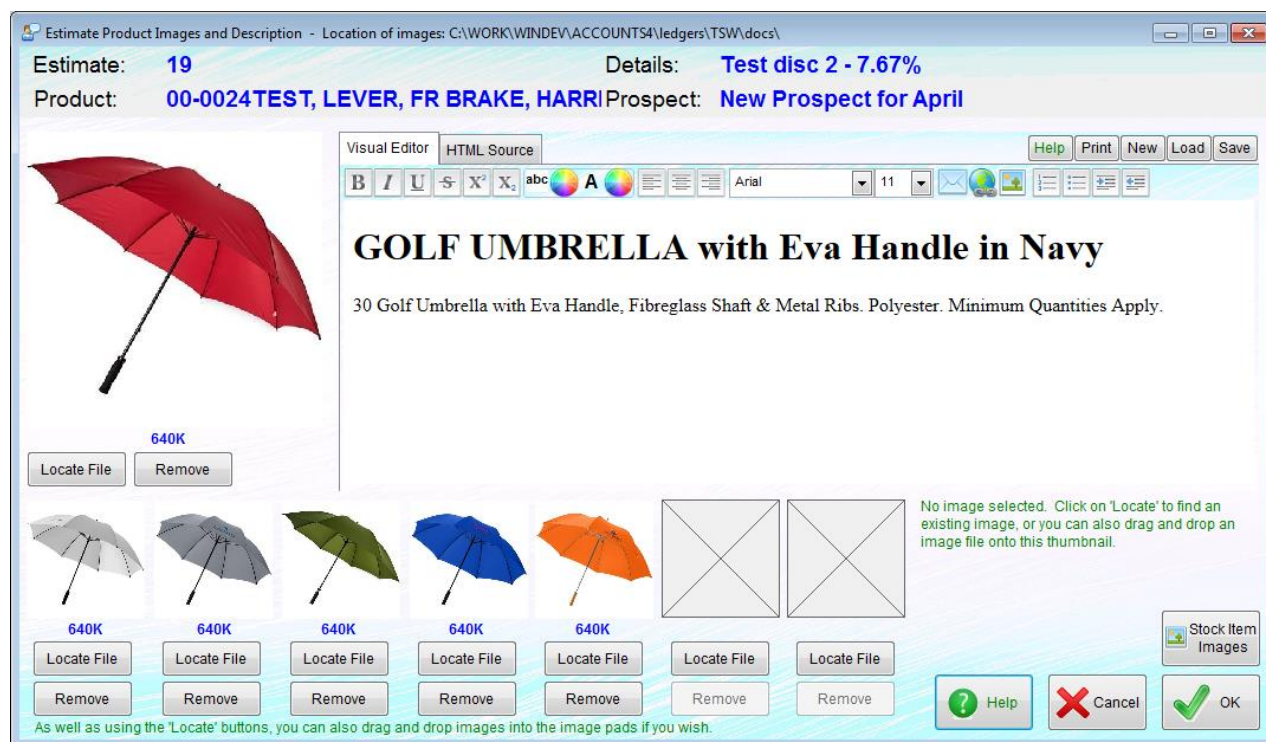 Estimate Product Images and Description - Location of images: C:\WORK\WINDEV\ACCOUNTS4\ledgers\TSW\docs\
Estimate: 19 Details: Test disc 2 - 7.67%
Product: 00-0024TEST, LEVER, FR BRAKE, HARRI Prospect: New Prospect for April
Visual Editor HTML Source Help Print New Load Save
B I U S X² X₂ abc A Arial 11
GOLF UMBRELLA with Eva Handle in Navy
30 Golf Umbrella with Eva Handle, Fibreglass Shaft & Metal Ribs. Polyester. Minimum Quantities Apply.
640K
Locate File Remove
No image selected. Click on 'Locate' to find an
existing image, or you can also drag and drop an
image file onto this thumbnail.
640K 640K 640K 640K 640K
Locate File Locate File Locate File Locate File Locate File Locate File Locate File
Remove Remove Remove Remove Remove Remove Remove
Stock Item
Images
Help Cancel OK
As well as using the 'Locate' buttons, you can also drag and drop images into the image pads if you wish.